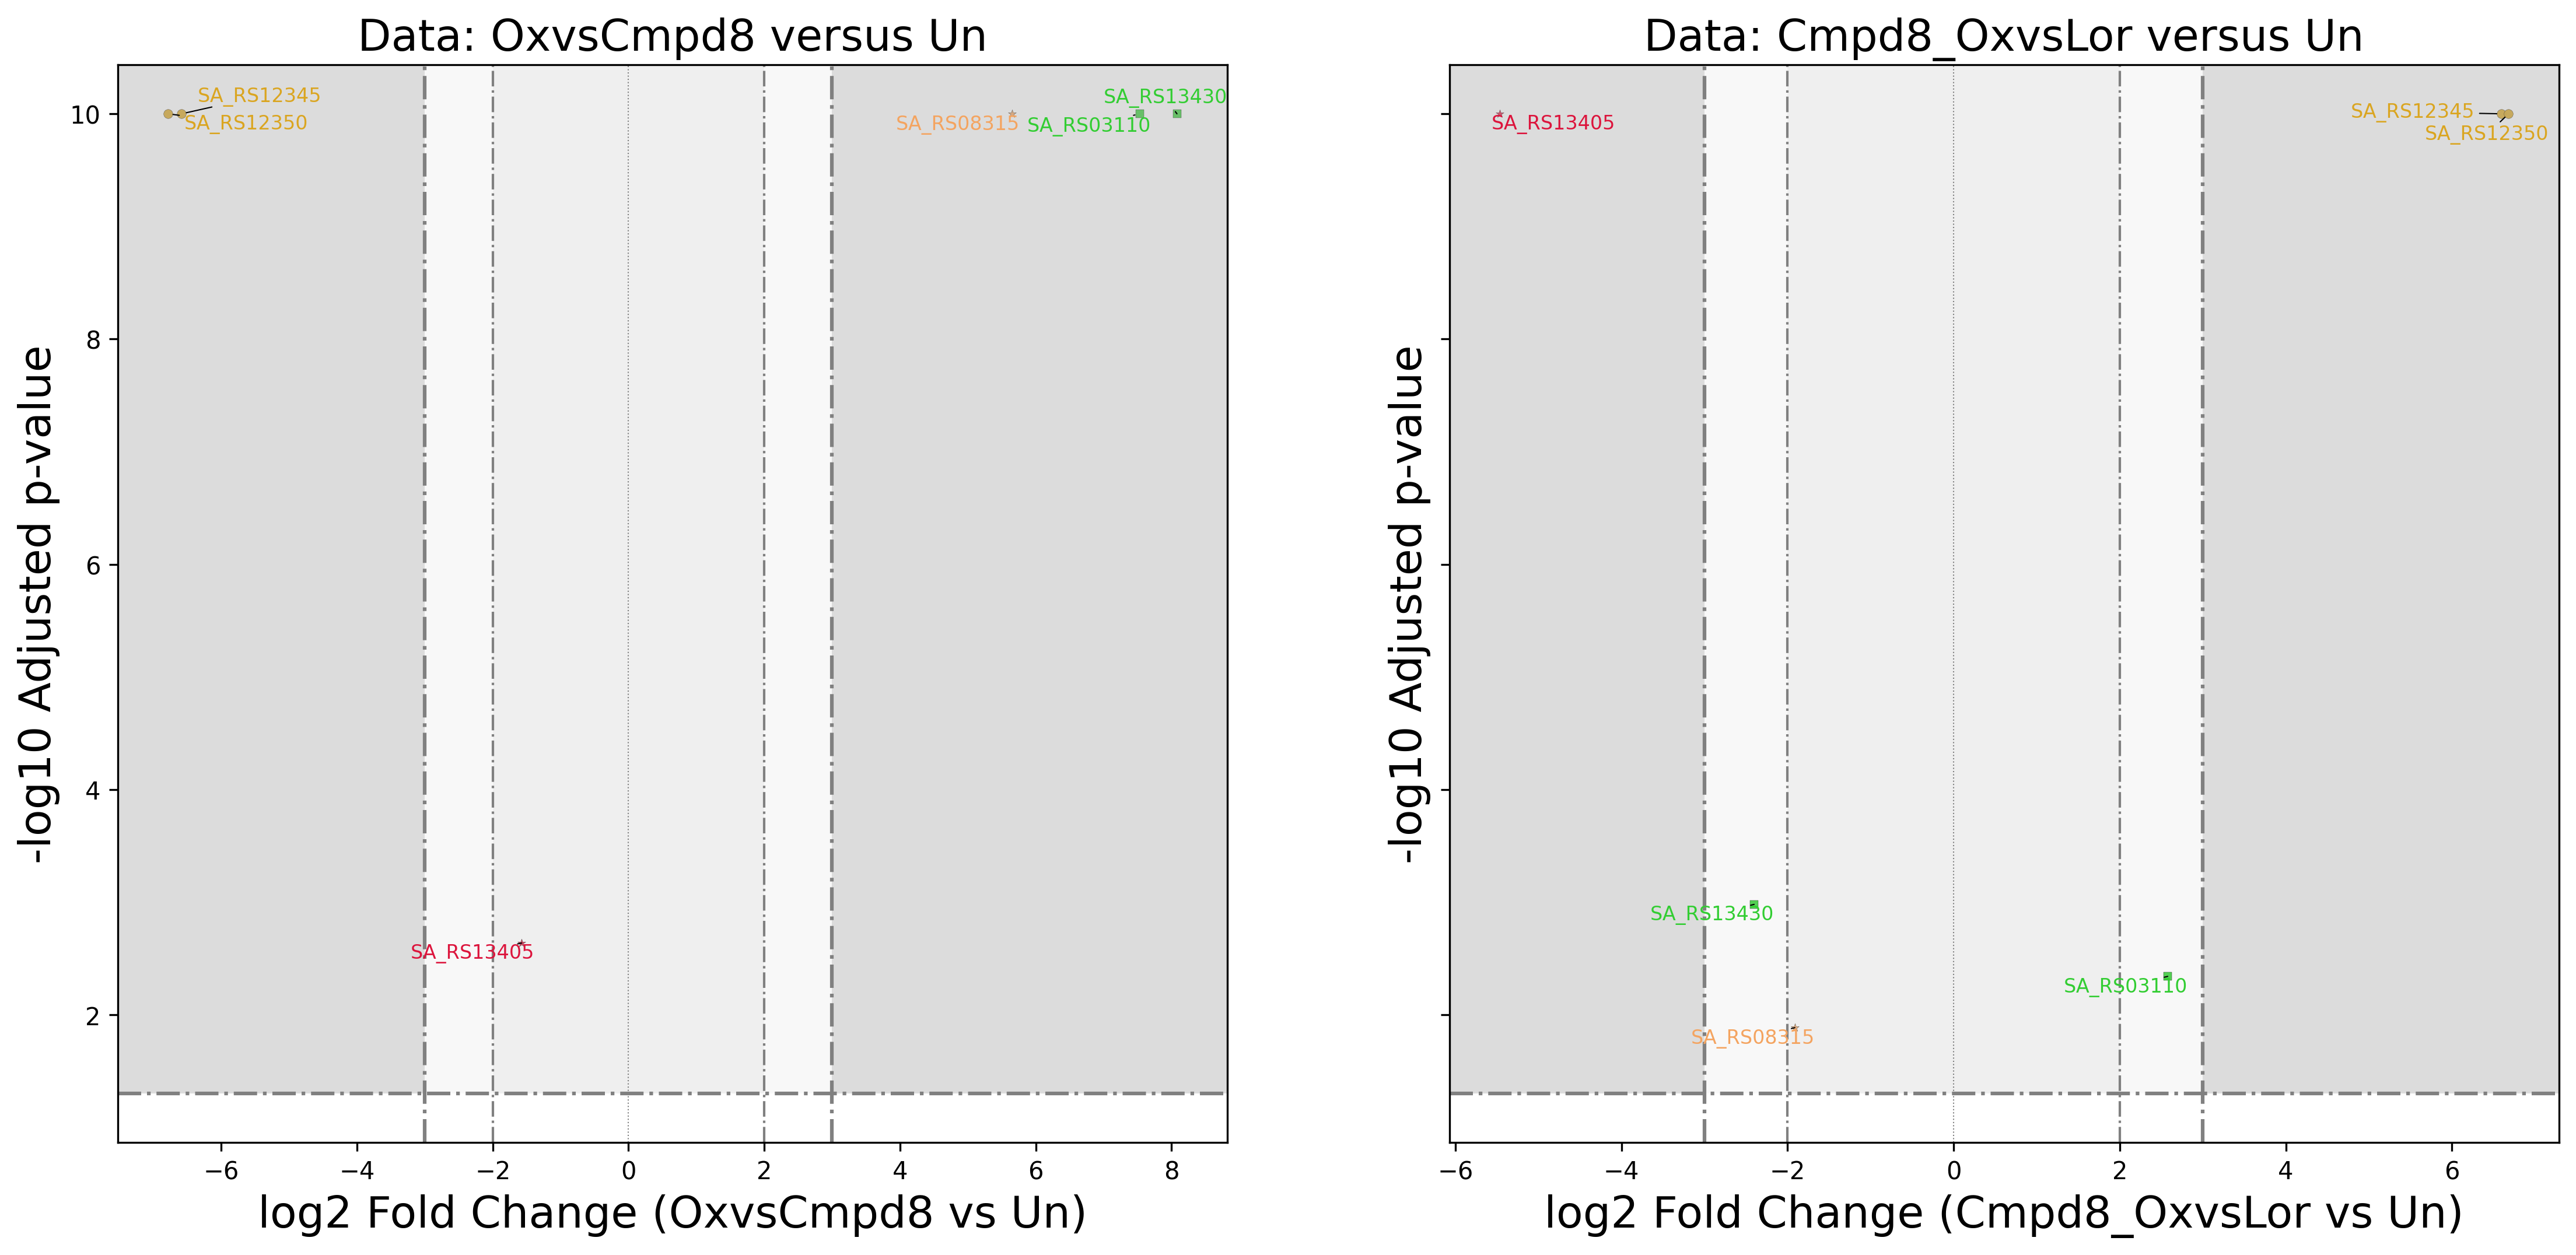 Data: OxvsCmpd8 versus Un
-log10 Adjusted p-value
10
8
6
4
2
SA_RS12345
SA_RS12350
SA_RS13430
SA_RS08315
SA_RS03110
SA_RS13405
−6
−4
−2
0
2
4
6
8
log2 Fold Change (OxvsCmpd8 vs Un)
Data: Cmpd8_OxvsLor versus Un
-log10 Adjusted p-value
SA_RS13405
SA_RS12345
SA_RS12350
SA_RS13430
SA_RS03110
SA_RS08315
−6
−4
−2
0
2
4
6
log2 Fold Change (Cmpd8_OxvsLor vs Un)